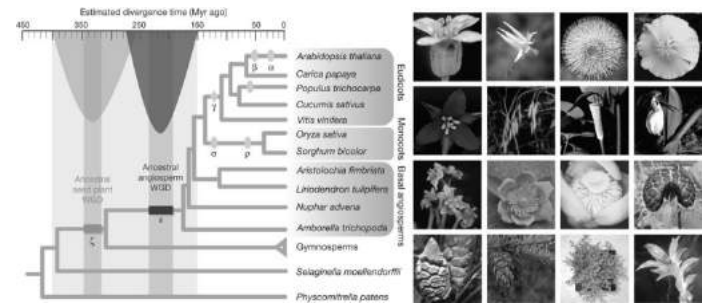 Estimated divergence time (Myr ago)
450 350 250 150 50 0
Arabidopsis thaliana
β α
Carica papaya
Populus trichocarpa
γ
Cucumis sativus
Vitis vinifera
Eudicots
Oryza sativa
σ ρ
Sorghum bicolor
Monocots
Ancestral
angiosperm
WGD
Ancestral
seed plant
WGD
Aristolochia fimbriata
Liriodendron tulipifera
Nuphar advena
Amborella trichopoda
Basal angiosperms
ε
ζ
Gymnosperms
Selaginella moellendorffii
Physcomitrella patens